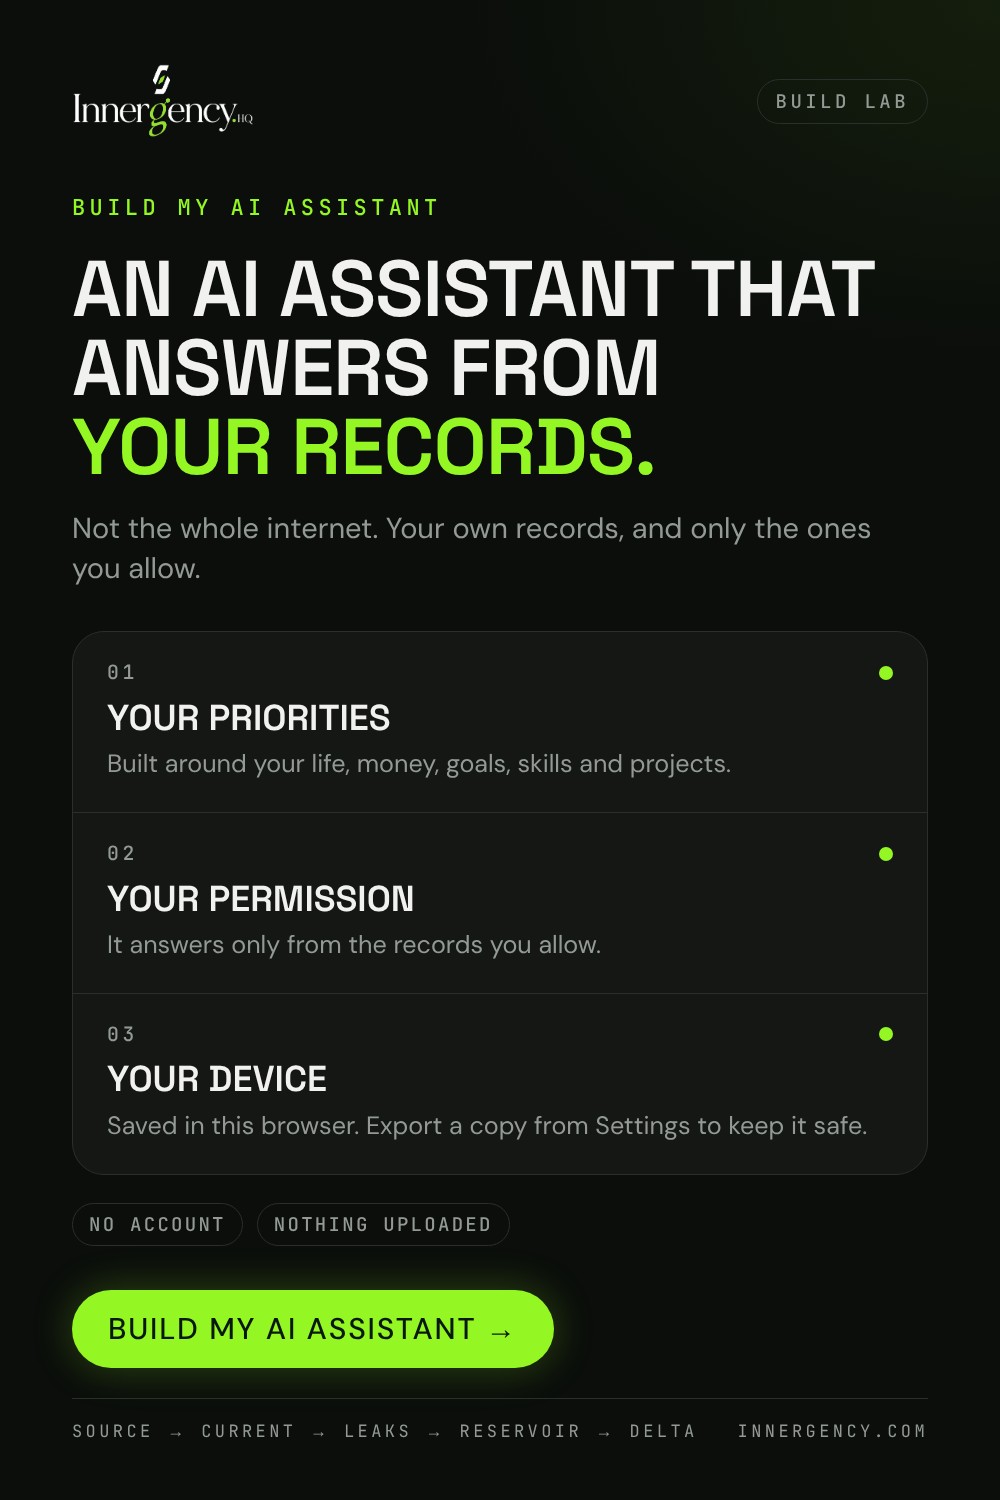 Innergency.HQ
BUILD LAB
BUILD MY AI ASSISTANT
AN AI ASSISTANT THAT
ANSWERS FROM
YOUR RECORDS.
Not the whole internet. Your own records, and only the ones
you allow.
01
YOUR PRIORITIES
Built around your life, money, goals, skills and projects.
02
YOUR PERMISSION
It answers only from the records you allow.
03
YOUR DEVICE
Saved in this browser. Export a copy from Settings to keep it safe.
NO ACCOUNT
NOTHING UPLOADED
BUILD MY AI ASSISTANT →
SOURCE → CURRENT → LEAKS → RESERVOIR → DELTA
INNERGENCY.COM